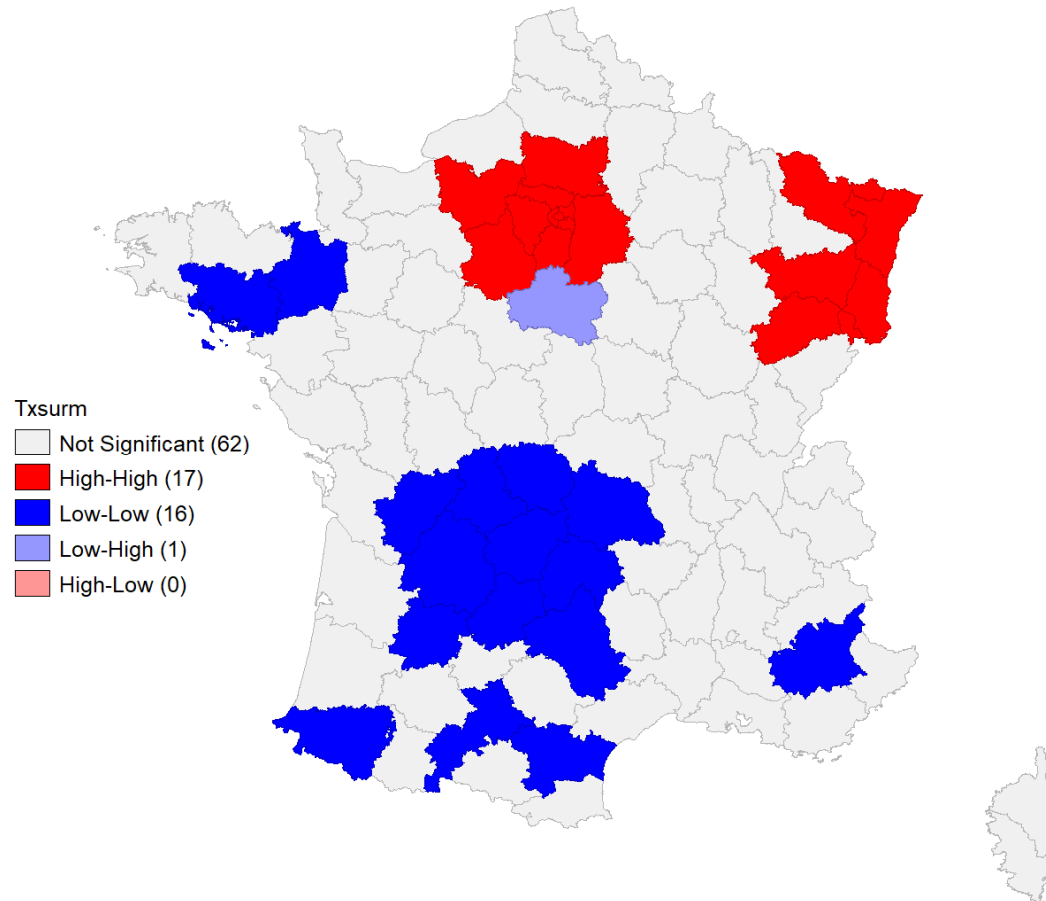 Txsurm
Not Significant (62)
High-High (17)
Low-Low (16)
Low-High (1)
High-Low (0)